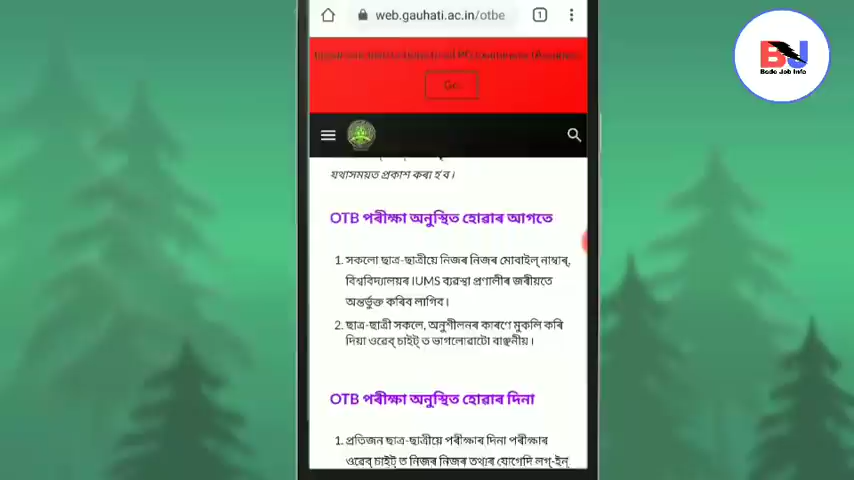 web.gauhati.ac.in/otbe
1
Go
BJ
Bodo Job Info
যথাসময়ত প্ৰকাশ কৰা হ'ব ।
OTB পৰীক্ষা অনুস্থিত হোৱাৰ আগতে
1. সকলো ছাত্ৰ-ছাত্ৰীয়ে নিজৰ নিজৰ মোবাইল্ নাম্বাৰ্,
বিশ্ববিদ্যালয়ৰ IUMS ব্যৱস্থা প্ৰণালীৰ জৰীয়তে
অন্তৰ্ভুক্ত কৰিব লাগিব ।
2. ছাত্ৰ-ছাত্ৰী সকলে, অনুশীলনৰ কাৰণে মুকলি কৰি
দিয়া ওৱেব্ চাইট্ ত ভাগলোৱাটো বাঞ্ছনীয় ।
OTB পৰীক্ষা অনুস্থিত হোৱাৰ দিনা
1. প্ৰতিজন ছাত্ৰ-ছাত্ৰীয়ে পৰীক্ষাৰ দিনা পৰীক্ষাৰ
ওৱেব্ চাইট্ ত নিজৰ নিজৰ তথ্যৰ যোগেদি লগ্-ইন্